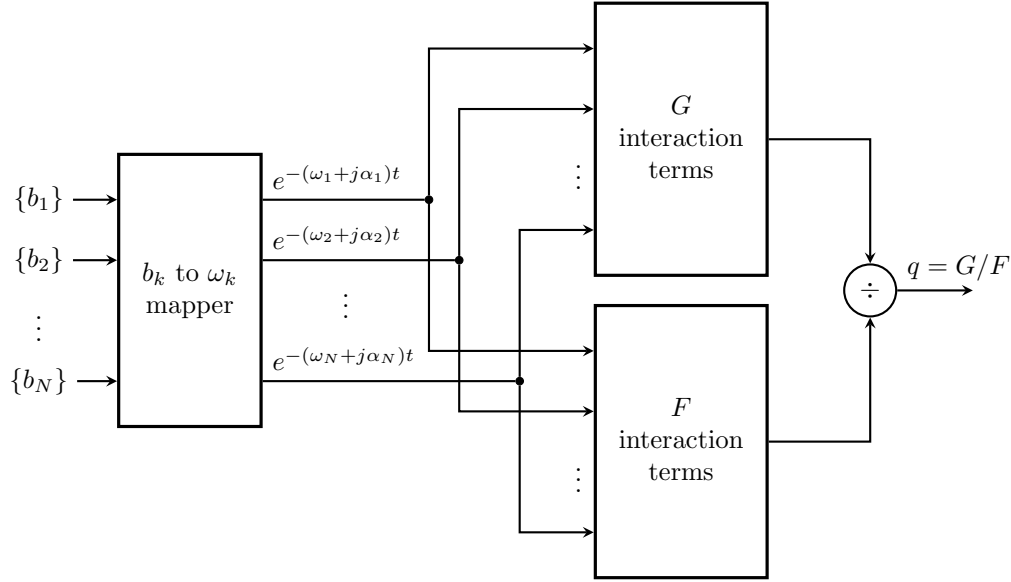 {b_1}
{b_2}
⋮
{b_N}
b_k to ω_k
mapper
e^{-(ω_1+jα_1)t}
e^{-(ω_2+jα_2)t}
⋮
e^{-(ω_N+jα_N)t}
G
interaction
terms
⋮
F
interaction
terms
⋮
÷
q = G/F